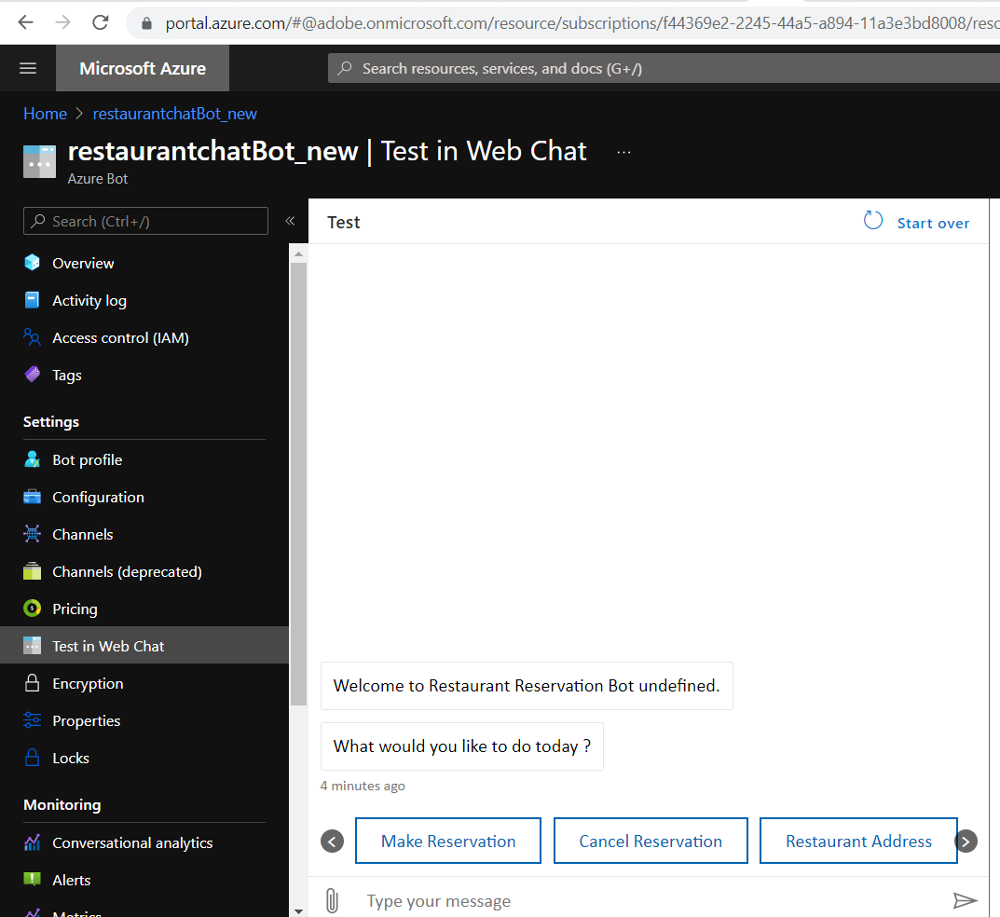 portal.azure.com/#@adobe.onmicrosoft.com/resource/subscriptions/f44369e2-2245-44a5-a894-11a3e3bd8008/reso
Microsoft Azure
Search resources, services, and docs (G+/)
Home > restaurantchatBot_new
restaurantchatBot_new | Test in Web Chat ...
Azure Bot
Search (Ctrl+/) «
Overview
Activity log
Access control (IAM)
Tags
Settings
Bot profile
Configuration
Channels
Channels (deprecated)
Pricing
Test in Web Chat
Encryption
Properties
Locks
Monitoring
Conversational analytics
Alerts
Metrics
Test
Start over
Welcome to Restaurant Reservation Bot undefined.
What would you like to do today ?
4 minutes ago
Make Reservation Cancel Reservation Restaurant Address
Type your message